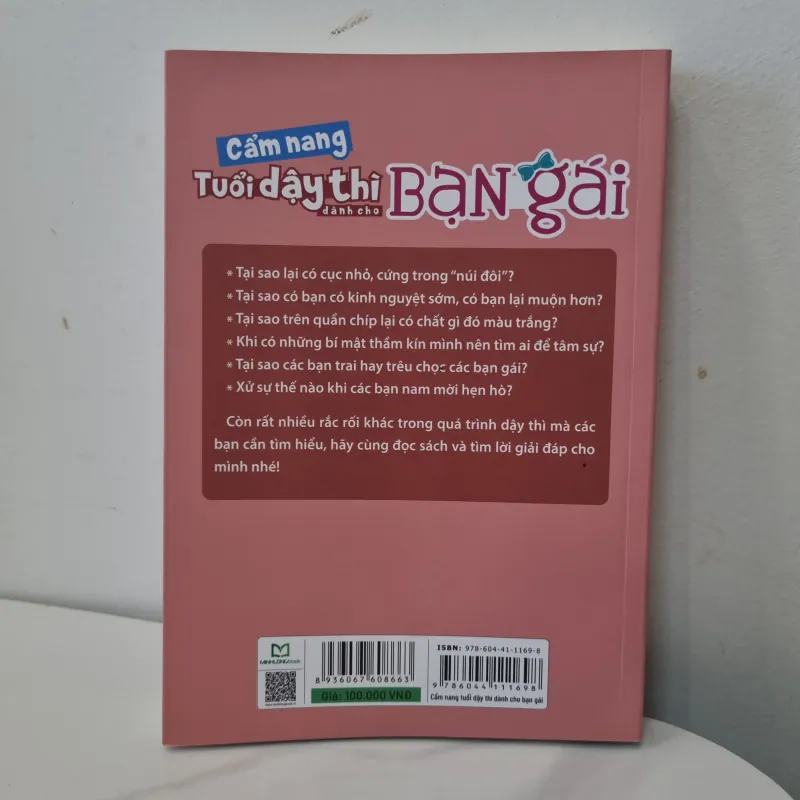 Cẩm nang
Tuổi dậy thì
dành cho
BẠN gái
* Tại sao lại có cục nhỏ, cứng trong “núi đôi”?
* Tại sao có bạn có kinh nguyệt sớm, có bạn lại muộn hơn?
* Tại sao trên quần chíp lại có chất gì đó màu trắng?
* Khi có những bí mật thầm kín mình nên tìm ai để tâm sự?
* Tại sao các bạn trai hay trêu chọc các bạn gái?
* Xử sự thế nào khi các bạn nam mời hẹn hò?
Còn rất nhiều rắc rối khác trong quá trình dậy thì mà các
bạn cần tìm hiểu, hãy cùng đọc sách và tìm lời giải đáp cho
mình nhé!
MINHLONGbook
8 936067 608663
Giá: 100.000 VNĐ
ISBN: 978-604-41-1169-8
9 786044 111698
Cẩm nang tuổi dậy thì dành cho bạn gái